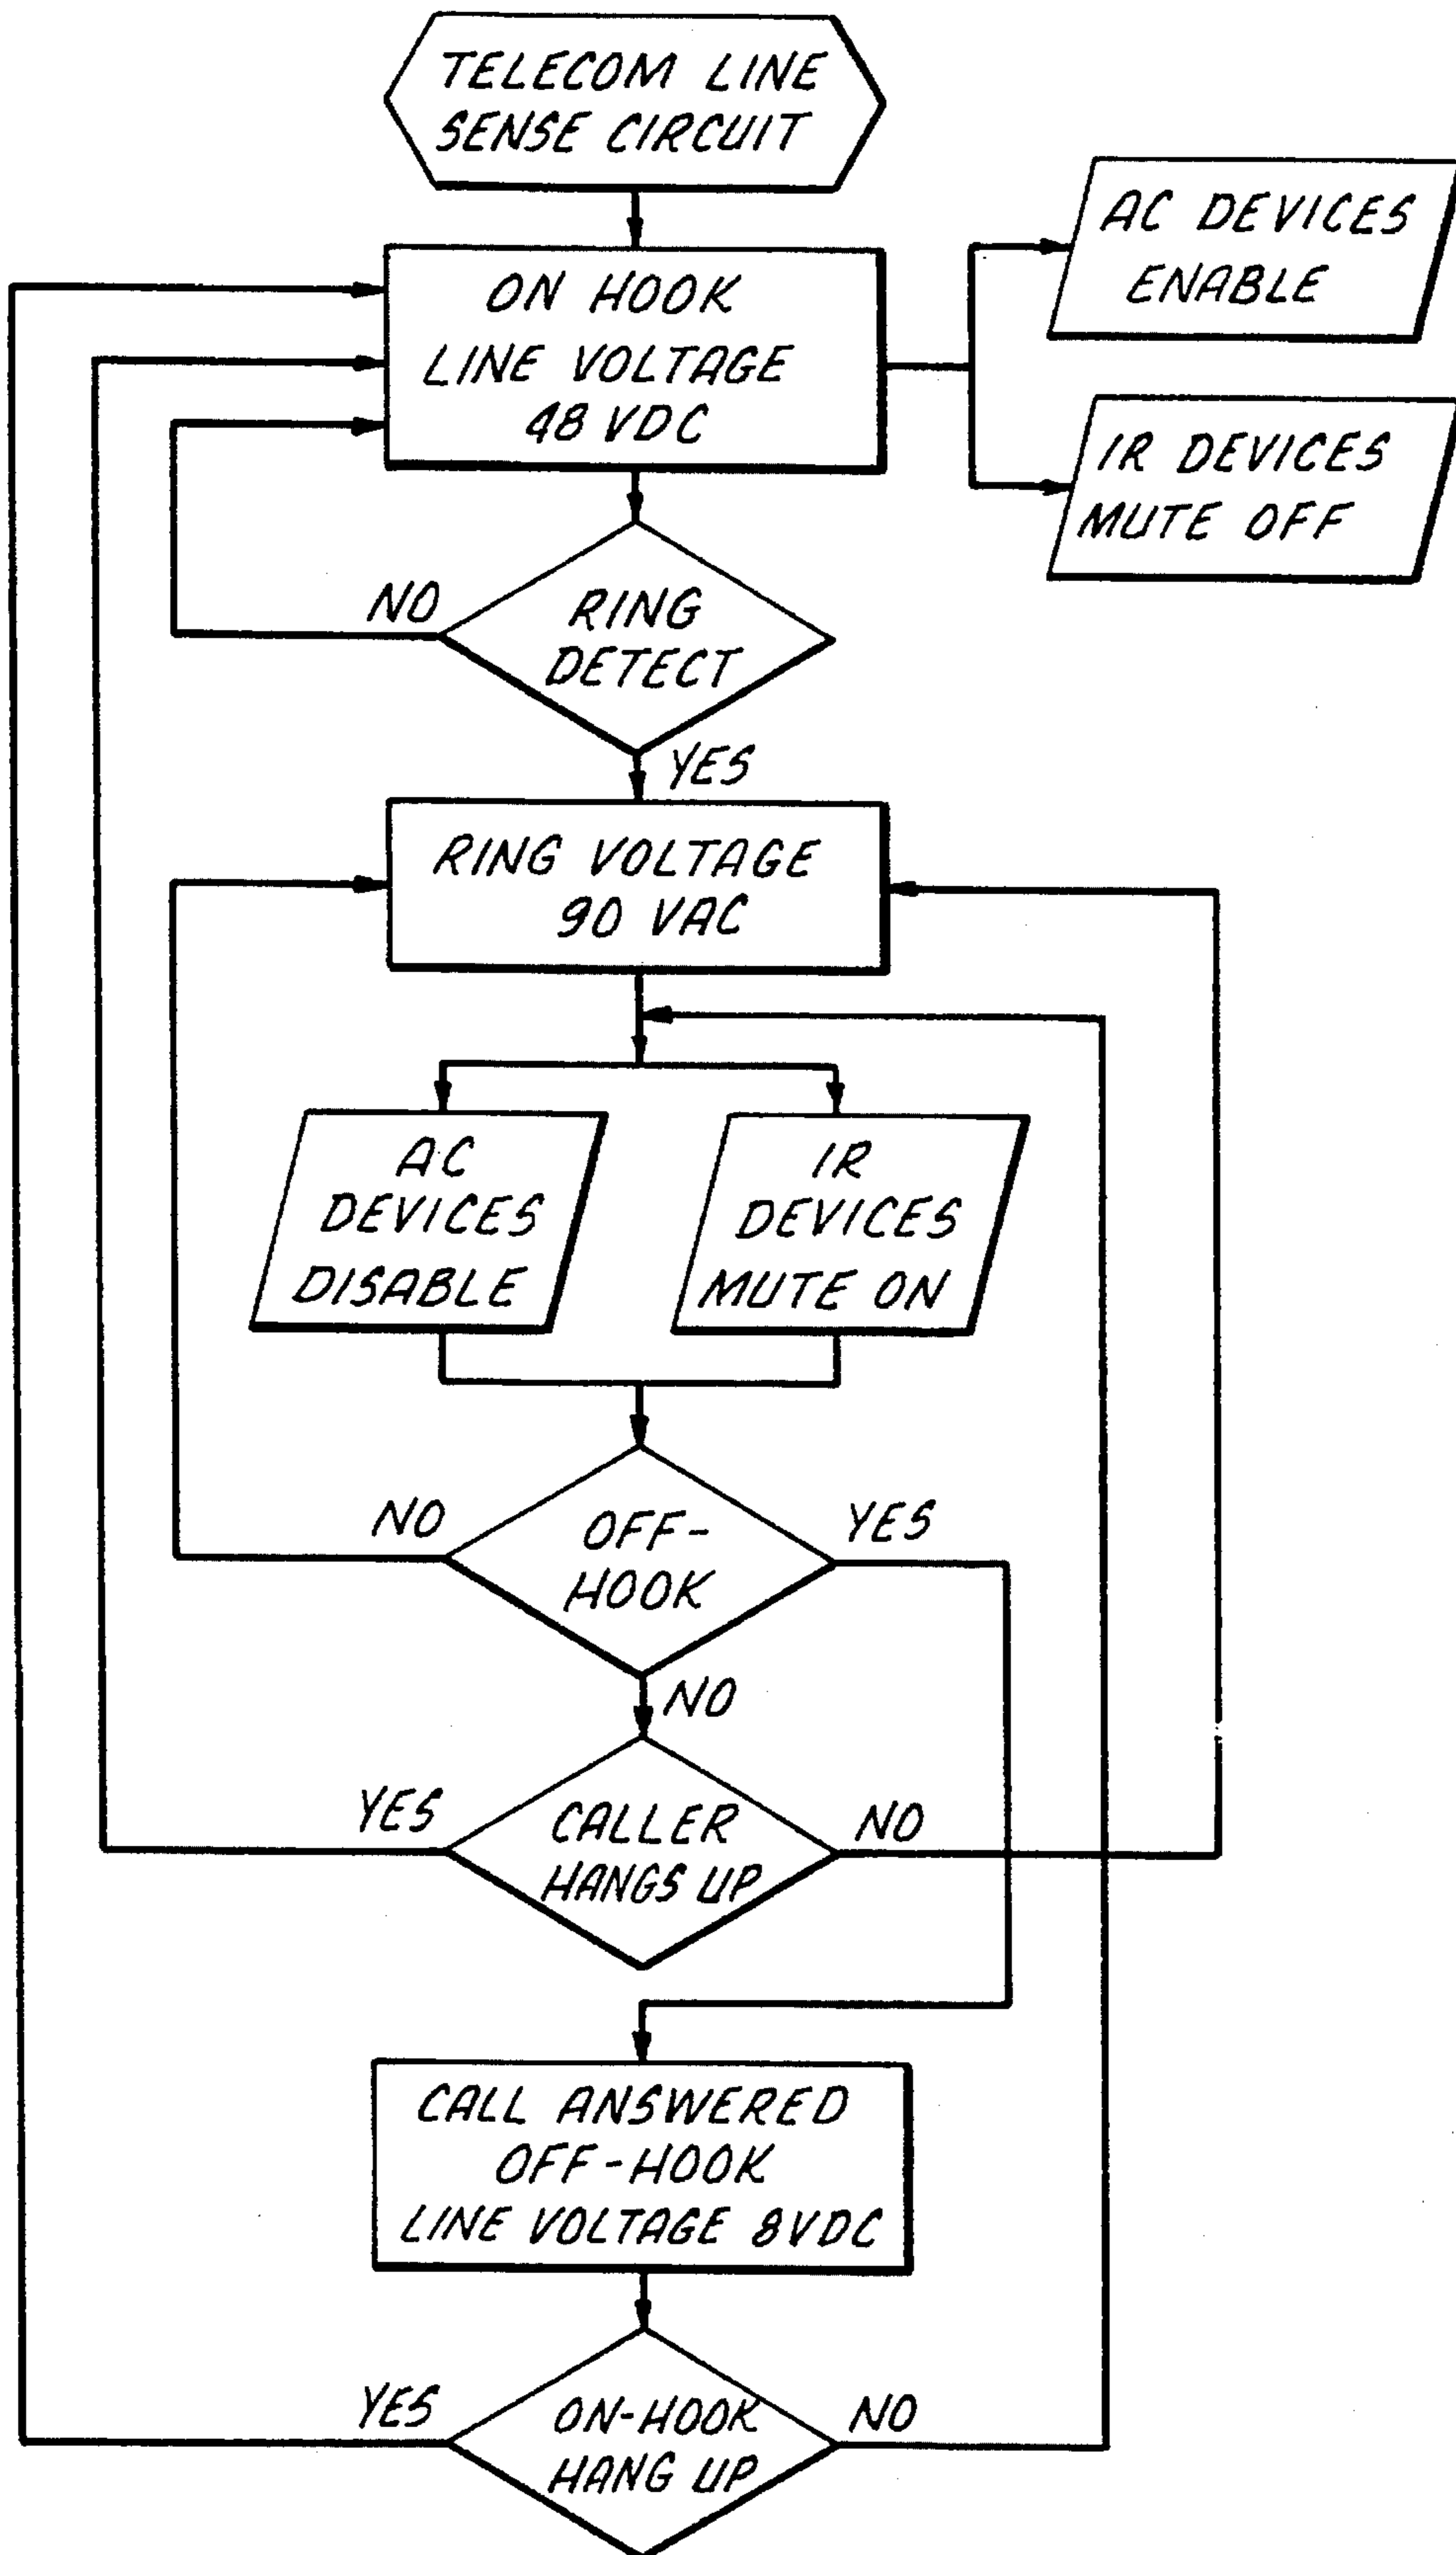 TELECOM LINE
SENSE CIRCUIT
ON HOOK
LINE VOLTAGE
48 VDC
AC DEVICES
ENABLE
IR DEVICES
MUTE OFF
NO
RING
DETECT
YES
RING VOLTAGE
90 VAC
AC
DEVICES
DISABLE
IR
DEVICES
MUTE ON
NO
OFF-
HOOK
YES
NO
YES
CALLER
HANGS UP
NO
CALL ANSWERED
OFF-HOOK
LINE VOLTAGE 8VDC
YES
ON-HOOK
HANG UP
NO